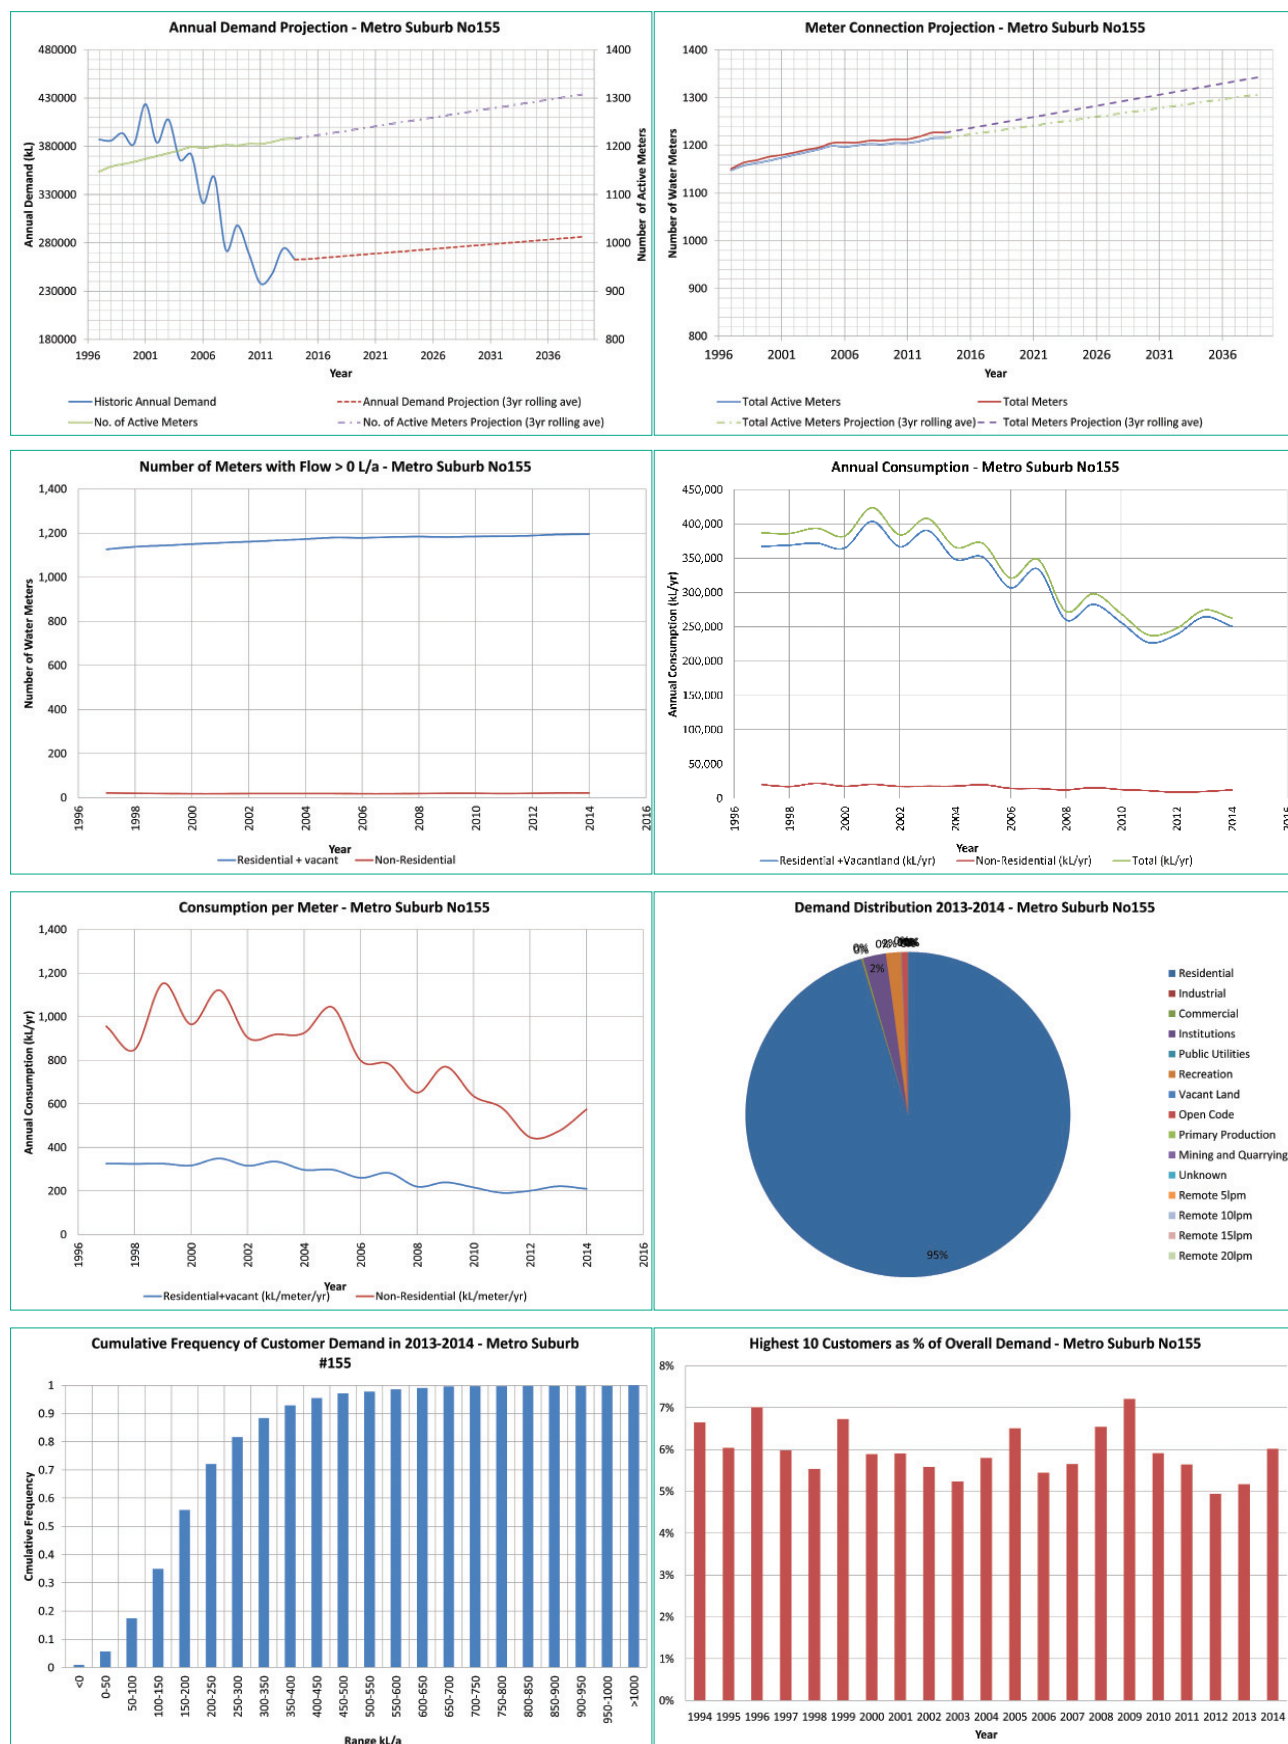 Annual Demand Projection - Metro Suburb No155
480000
430000
380000
330000
280000
230000
180000
Annual Demand (kL)
1400
1300
1200
1100
1000
900
800
Number of Active Meters
1996 2001 2006 2011 2016 2021 2026 2031 2036
Year
Historic Annual Demand
Annual Demand Projection (3yr rolling ave)
No. of Active Meters
No. of Active Meters Projection (3yr rolling ave)
Meter Connection Projection - Metro Suburb No155
1400
1300
1200
1100
1000
900
800
Number of Water Meters
1996 2001 2006 2011 2016 2021 2026 2031 2036
Year
Total Active Meters
Total Meters
Total Active Meters Projection (3yr rolling ave)
Total Meters Projection (3yr rolling ave)
Number of Meters with Flow > 0 L/a - Metro Suburb No155
1,400
1,200
1,000
800
600
400
200
0
Number of Water Meters
1996 1998 2000 2002 2004 2006 2008 2010 2012 2014 2016
Year
Residential + vacant
Non-Residential
Annual Consumption - Metro Suburb No155
450,000
400,000
350,000
300,000
250,000
200,000
150,000
100,000
50,000
0
Annual Consumption (kL/yr)
1996 1998 2000 2002 2004 2006 2008 2010 2012 2014 2016
Year
Residential +Vacantland (kL/yr)
Non-Residential (kL/yr)
Total (kL/yr)
Consumption per Meter - Metro Suburb No155
1,400
1,200
1,000
800
600
400
200
0
Annual Consumption (kL/yr)
1996 1998 2000 2002 2004 2006 2008 2010 2012 2014 2016
Year
Residential+vacant (kL/meter/yr)
Non-Residential (kL/meter/yr)
Demand Distribution 2013-2014 - Metro Suburb No155
0%
2%
95%
Residential
Industrial
Commercial
Institutions
Public Utilities
Recreation
Vacant Land
Open Code
Primary Production
Mining and Quarrying
Unknown
Remote 5lpm
Remote 10lpm
Remote 15lpm
Remote 20lpm
Cumulative Frequency of Customer Demand in 2013-2014 - Metro Suburb
#155
1
0.9
0.8
0.7
0.6
0.5
0.4
0.3
0.2
0.1
0
Cmulative Frequency
<0 0-50 50-100 100-150 150-200 200-250 250-300 300-350 350-400 400-450 450-500 500-550 550-600 600-650 650-700 700-750 750-800 800-850 850-900 900-950 950-1000 >1000
Range kL/a
Highest 10 Customers as % of Overall Demand - Metro Suburb No155
8%
7%
6%
5%
4%
3%
2%
1%
0%
1994 1995 1996 1997 1998 1999 2000 2001 2002 2003 2004 2005 2006 2007 2008 2009 2010 2011 2012 2013 2014
Year